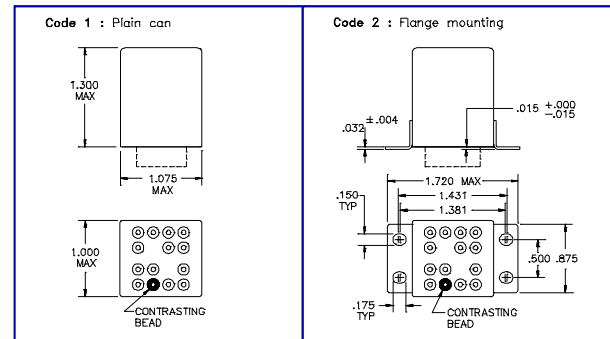 Code 1 : Plain can
1.300
MAX
1.075
MAX
1.000
MAX
CONTRASTING
BEAD
Code 2 : Flange mounting
.032 ±.004
.015 +.000
-.015
1.720 MAX
1.431
1.381
.150
TYP
.500 .875
.175
TYP
CONTRASTING
BEAD